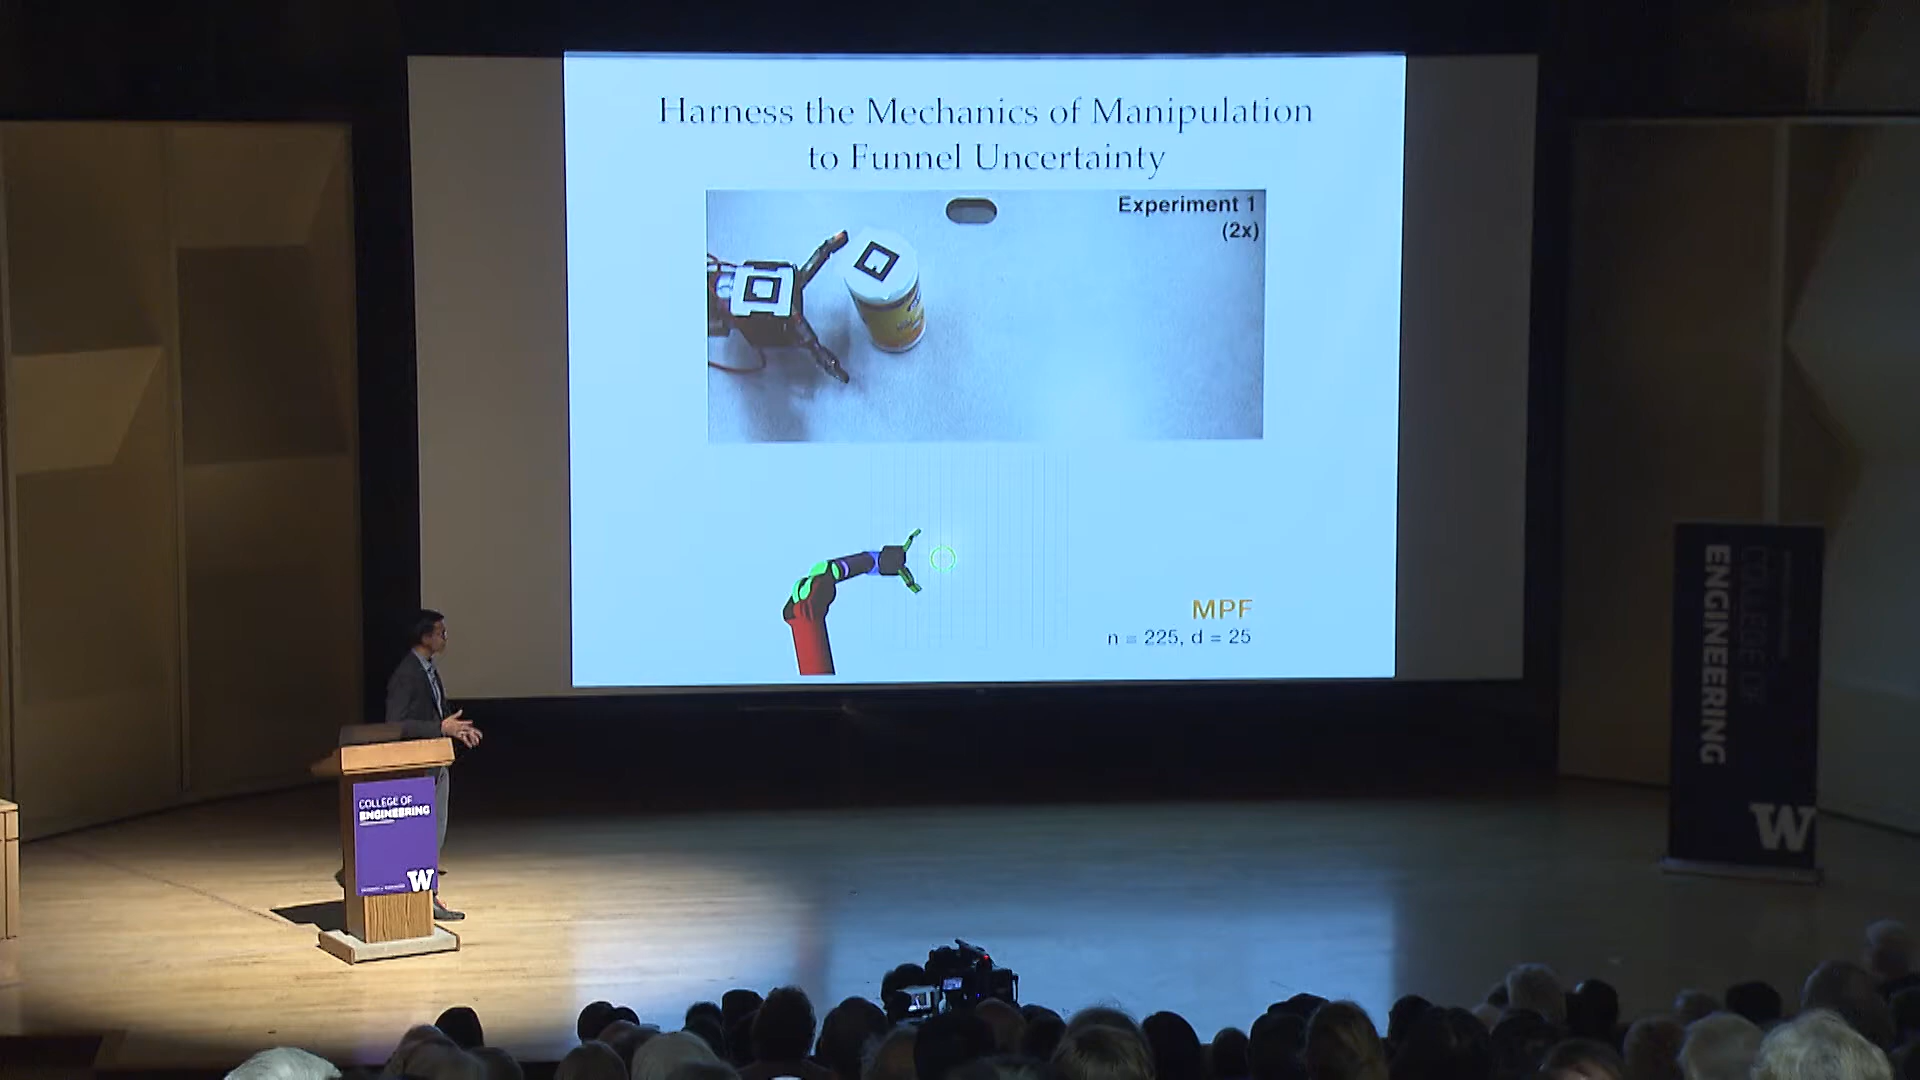 Harness the Mechanics of Manipulation
to Funnel Uncertainty
Experiment 1
(2x)
MPF
n = 225, d = 25
COLLEGE OF
ENGINEERING
W
COLLEGE OF
ENGINEERING
W